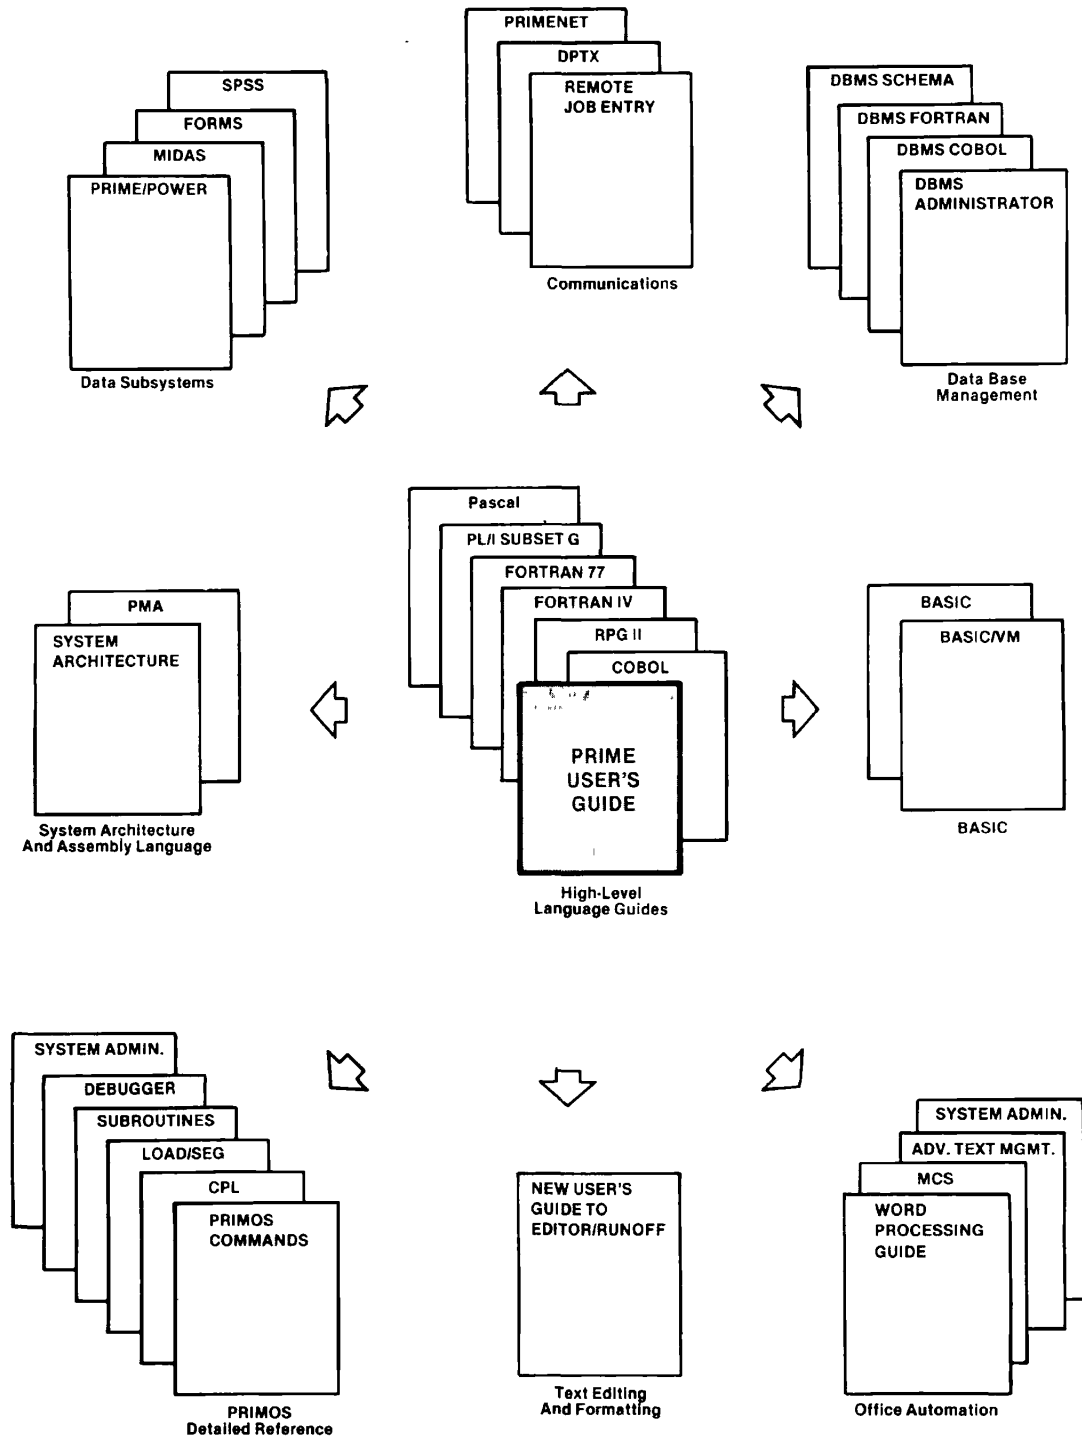 PRIMENET
DPTX
REMOTE
JOB ENTRY
Communications
SPSS
FORMS
MIDAS
PRIME/POWER
Data Subsystems
DBMS SCHEMA
DBMS FORTRAN
DBMS COBOL
DBMS
ADMINISTRATOR
Data Base
Management
Pascal
PL/I SUBSET G
FORTRAN 77
FORTRAN IV
RPG II
COBOL
PRIME
USER'S
GUIDE
High-Level
Language Guides
PMA
SYSTEM
ARCHITECTURE
System Architecture
And Assembly Language
BASIC
BASIC/VM
BASIC
SYSTEM ADMIN.
DEBUGGER
SUBROUTINES
LOAD/SEG
CPL
PRIMOS
COMMANDS
PRIMOS
Detailed Reference
NEW USER'S
GUIDE TO
EDITOR/RUNOFF
Text Editing
And Formatting
SYSTEM ADMIN.
ADV. TEXT MGMT.
MCS
WORD
PROCESSING
GUIDE
Office Automation